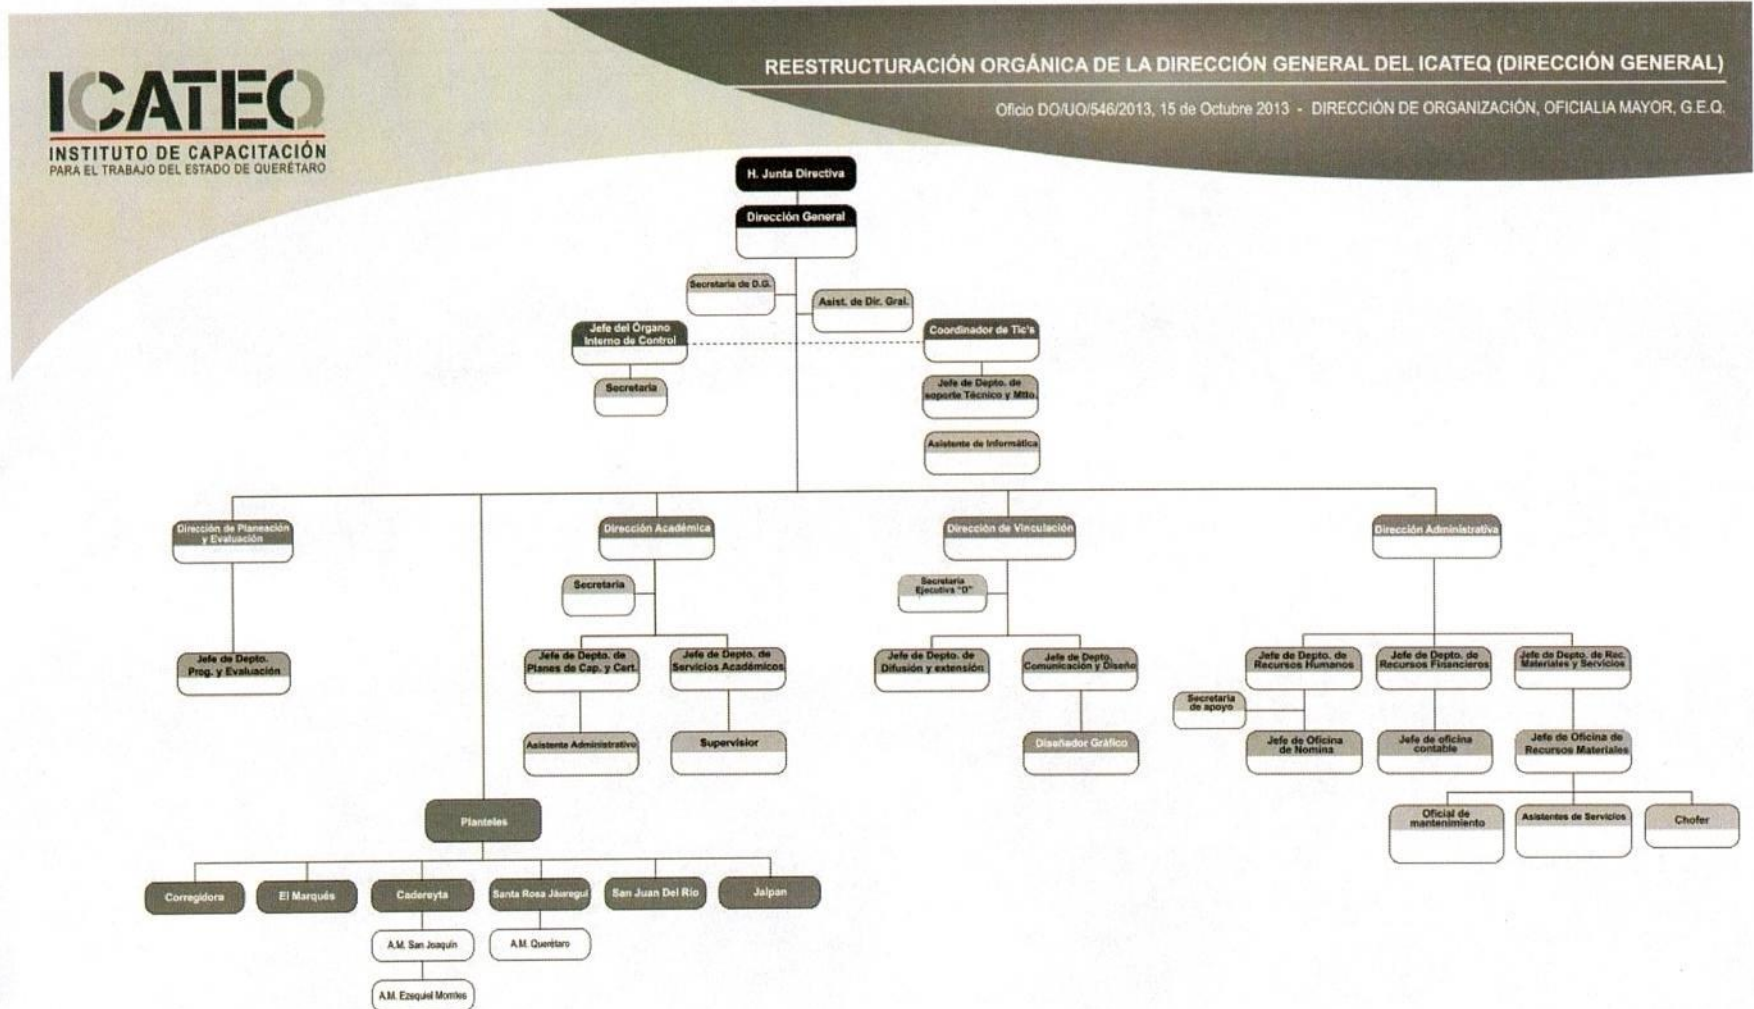 REESTRUCTURACIÓN ORGÁNICA DE LA DIRECCIÓN GENERAL DEL ICATEQ (DIRECCIÓN GENERAL)
Oficio DO/UO/546/2013, 15 de Octubre 2013 - DIRECCIÓN DE ORGANIZACIÓN, OFICIALIA MAYOR, G.E.Q.
ICATEQ
INSTITUTO DE CAPACITACIÓN
PARA EL TRABAJO DEL ESTADO DE QUERÉTARO
H. Junta Directiva
Dirección General
Secretaria de D.G.
Asist. de Dir. Gral.
Jefe del Órgano
Interno de Control
Coordinador de Tic's
Secretaria
Jefe de Depto. de
soporte Técnico y Mtto.
Asistente de Informática
Dirección de Planeación
y Evaluación
Dirección Académica
Dirección de Vinculación
Dirección Administrativa
Secretaria
Secretaria
Ejecutiva "D"
Jefe de Depto.
Prog. y Evaluación
Jefe de Depto. de
Planes de Cap. y Cert.
Jefe de Depto. de
Servicios Académicos
Jefe de Depto. de
Difusión y extensión
Jefe de Depto.
Comunicación y Diseño
Jefe de Depto. de
Recursos Humanos
Jefe de Depto. de
Recursos Financieros
Jefe de Depto. de Rec.
Materiales y Servicios
Secretaria
de apoyo
Asistente Administrativo
Supervisior
Diseñador Gráfico
Jefe de Oficina
de Nomina
Jefe de oficina
contable
Jefe de Oficina de
Recursos Materiales
Oficial de
mantenimiento
Asistentes de Servicios
Chofer
Planteles
Corregidora
El Marqués
Cadereyta
Santa Rosa Jáuregui
San Juan Del Río
Jalpan
A.M. San Joaquín
A.M. Querétaro
A.M. Ezequiel Montes